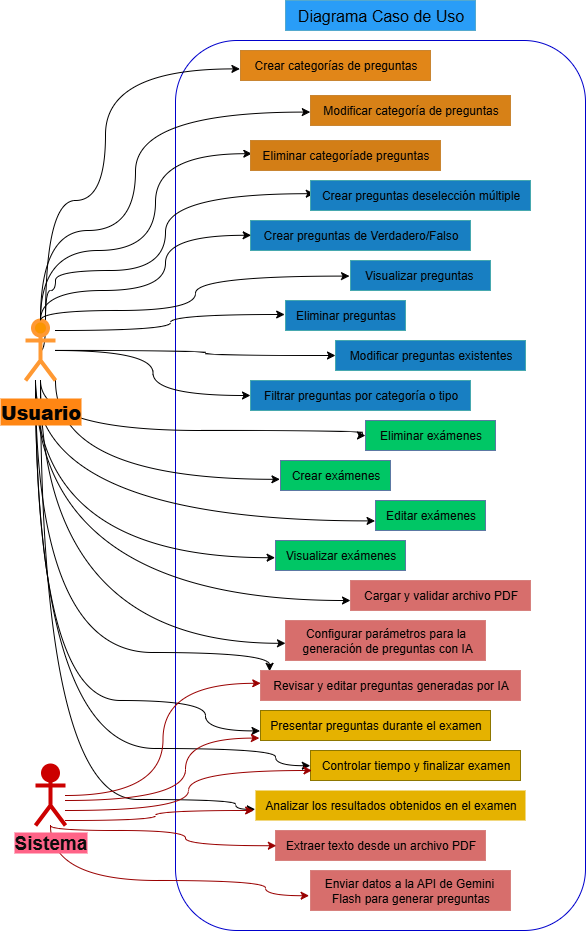 Diagrama Caso de Uso
Crear categorías de preguntas
Modificar categoría de preguntas
Eliminar categoríade preguntas
Crear preguntas deselección múltiple
Crear preguntas de Verdadero/Falso
Visualizar preguntas
Eliminar preguntas
Modificar preguntas existentes
Filtrar preguntas por categoría o tipo
Usuario
Eliminar exámenes
Crear exámenes
Editar exámenes
Visualizar exámenes
Cargar y validar archivo PDF
Configurar parámetros para la
generación de preguntas con IA
Revisar y editar preguntas generadas por IA
Presentar preguntas durante el examen
Controlar tiempo y finalizar examen
Analizar los resultados obtenidos en el examen
Sistema
Extraer texto desde un archivo PDF
Enviar datos a la API de Gemini
Flash para generar preguntas